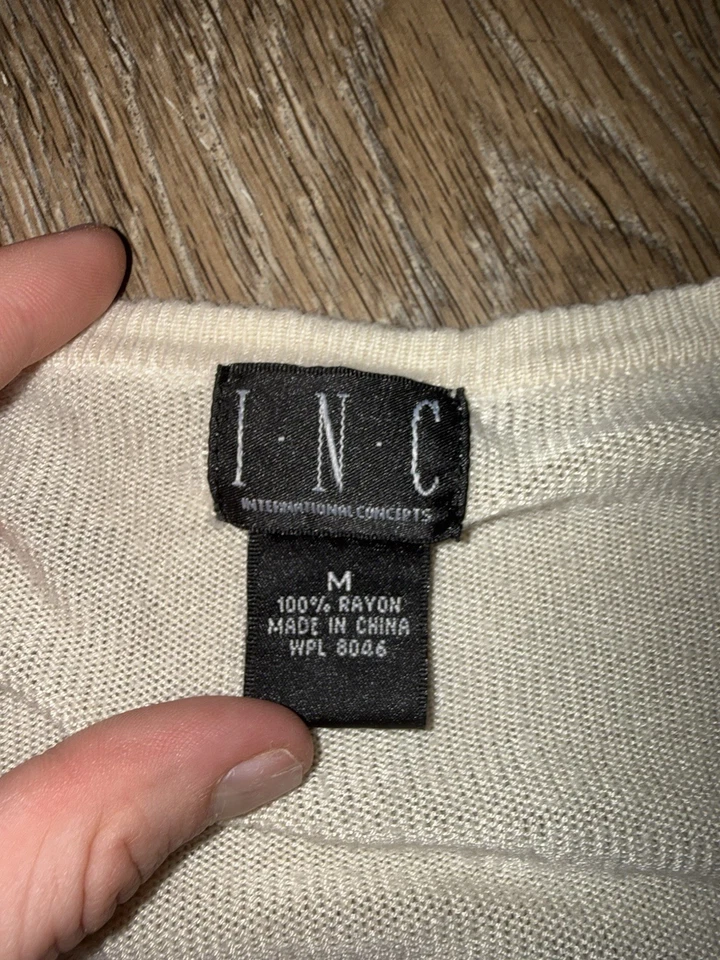 I·N·C
INTERNATIONAL CONCEPTS
M
100% RAYON
MADE IN CHINA
WPL 8046